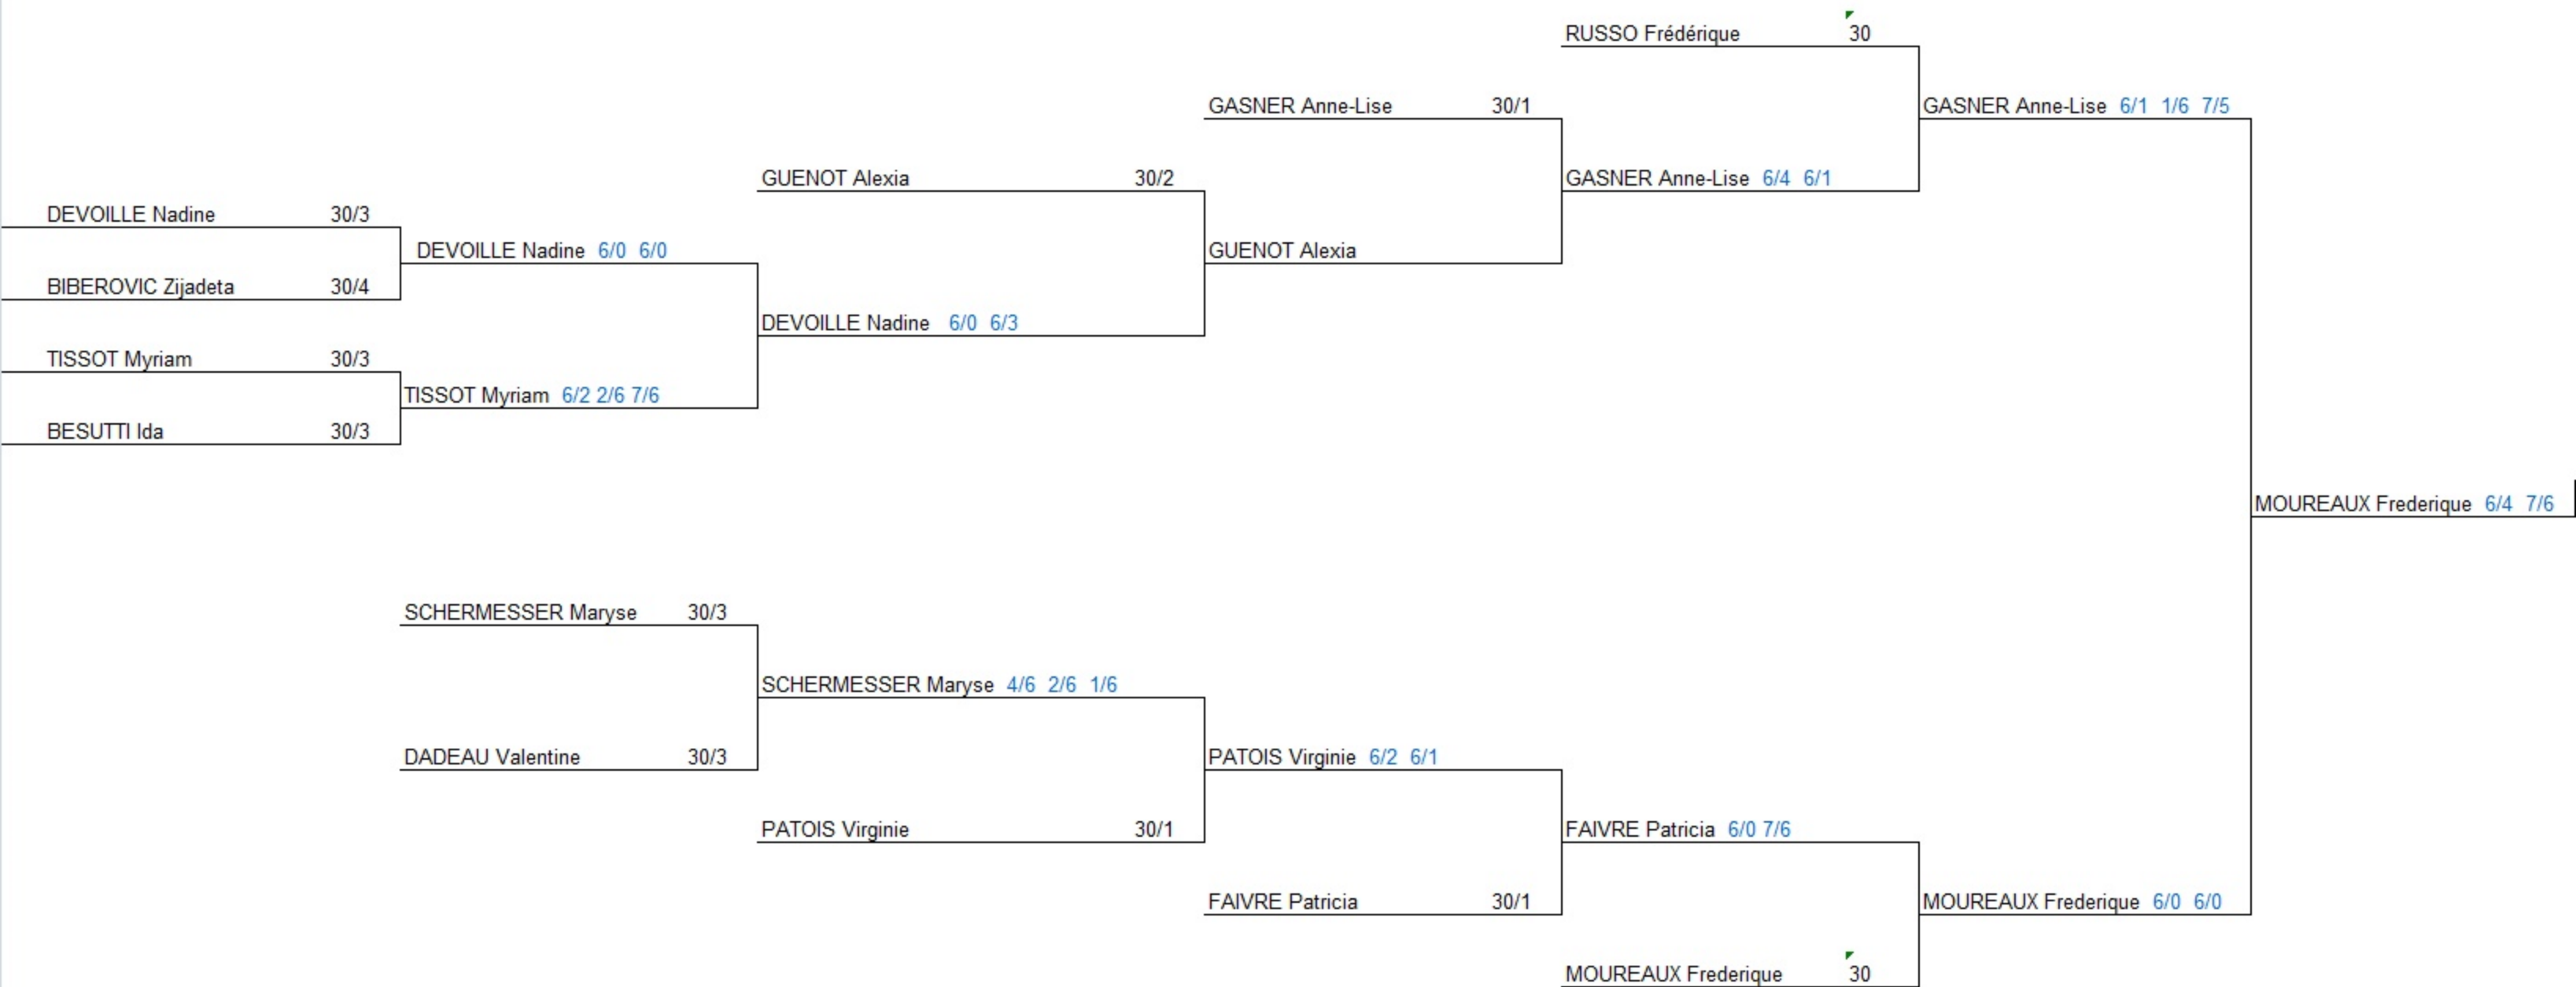 RUSSO Frédérique 30
GASNER Anne-Lise 30/1 GASNER Anne-Lise 6/1 1/6 7/5
GUENOT Alexia 30/2 GASNER Anne-Lise 6/4 6/1
DEVOILLE Nadine 30/3
DEVOILLE Nadine 6/0 6/0 GUENOT Alexia
BIBEROVIC Zijadeta 30/4
DEVOILLE Nadine 6/0 6/3
TISSOT Myriam 30/3
TISSOT Myriam 6/2 2/6 7/6
BESUTTI Ida 30/3
MOUREAUX Frederique 6/4 7/6
SCHERMESSER Maryse 30/3
SCHERMESSER Maryse 4/6 2/6 1/6
DADEAU Valentine 30/3 PATOIS Virginie 6/2 6/1
PATOIS Virginie 30/1 FAIVRE Patricia 6/0 7/6
FAIVRE Patricia 30/1 MOUREAUX Frederique 6/0 6/0
MOUREAUX Frederique 30